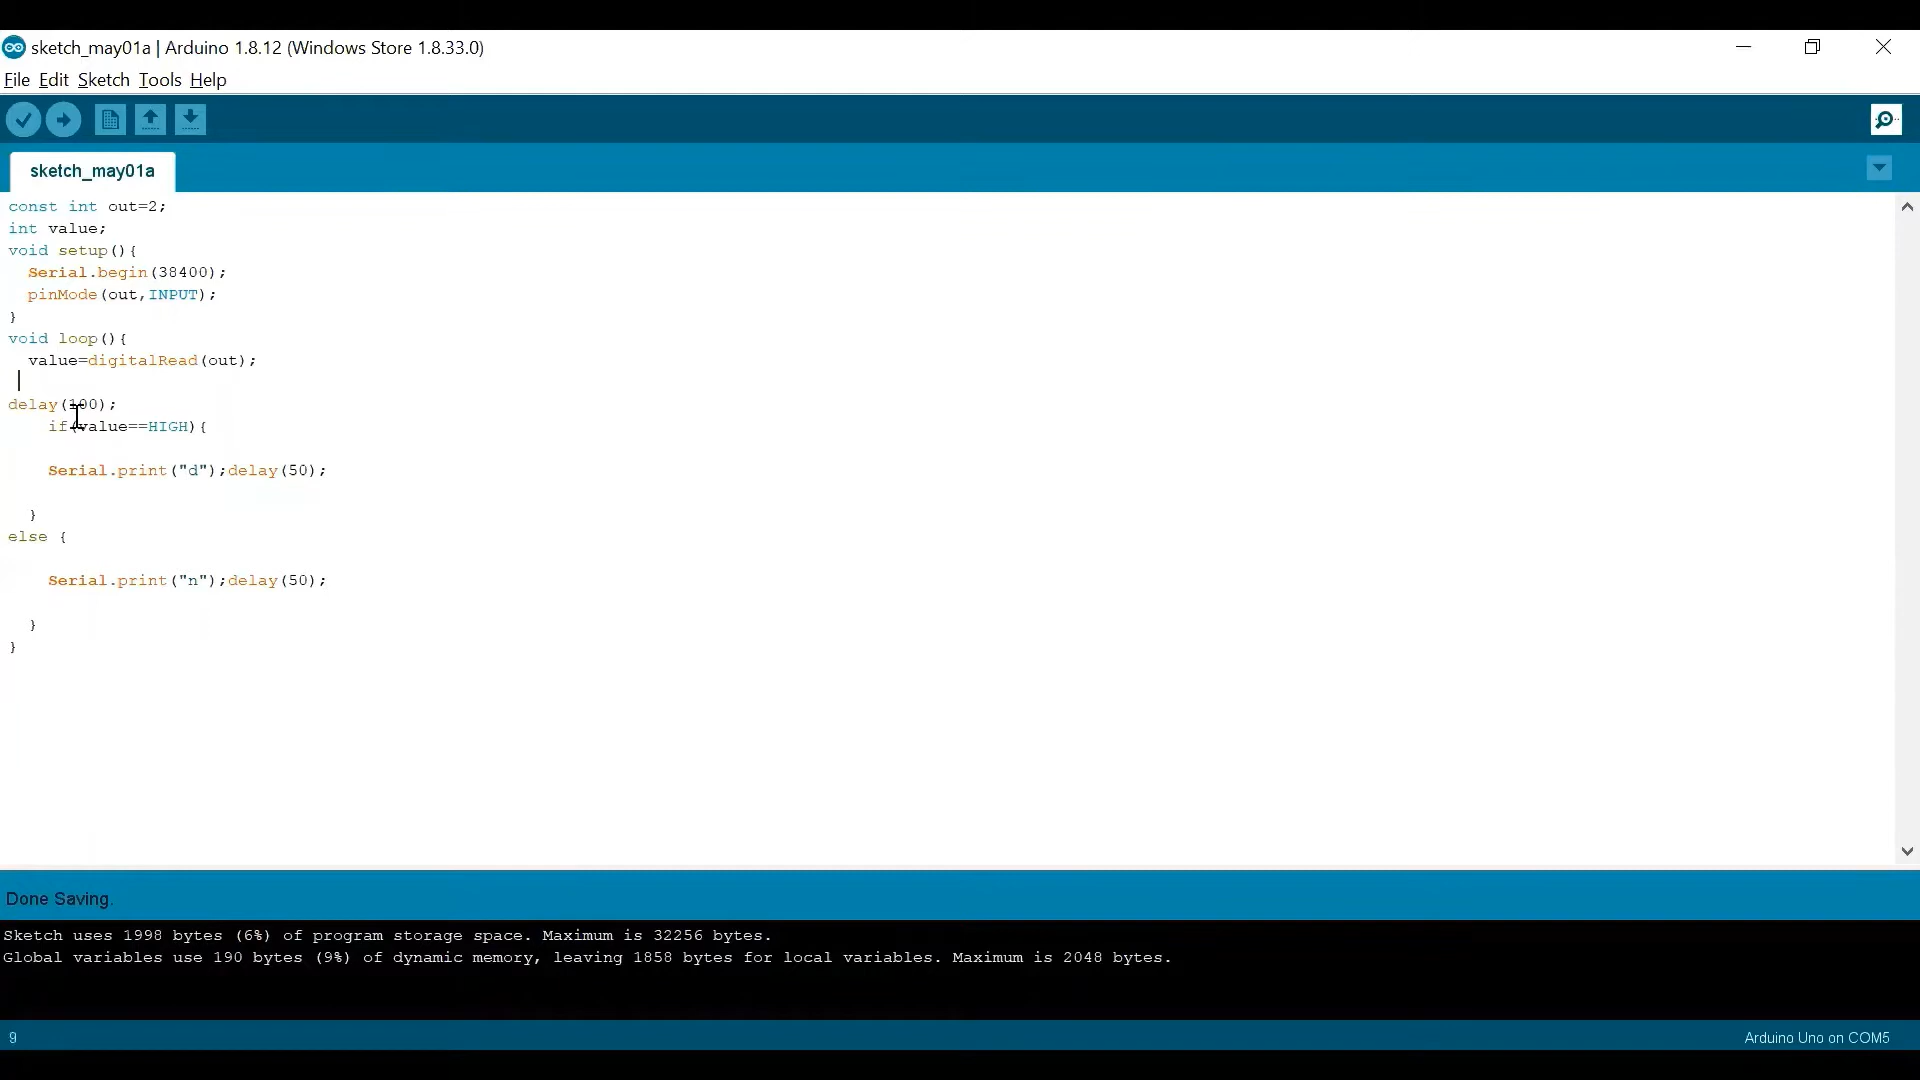 sketch_may01a | Arduino 1.8.12 (Windows Store 1.8.33.0)
File Edit Sketch Tools Help
sketch_may01a
const int out=2;
int value;
void setup(){
Serial.begin(38400);
pinMode(out,INPUT);
}
void loop(){
value=digitalRead(out);
delay(100);
if(value==HIGH){
Serial.print("d");delay(50);
}
else {
Serial.print("n");delay(50);
}
}
Done Saving.
Sketch uses 1998 bytes (6%) of program storage space. Maximum is 32256 bytes.
Global variables use 190 bytes (9%) of dynamic memory, leaving 1858 bytes for local variables. Maximum is 2048 bytes.
9
Arduino Uno on COM5